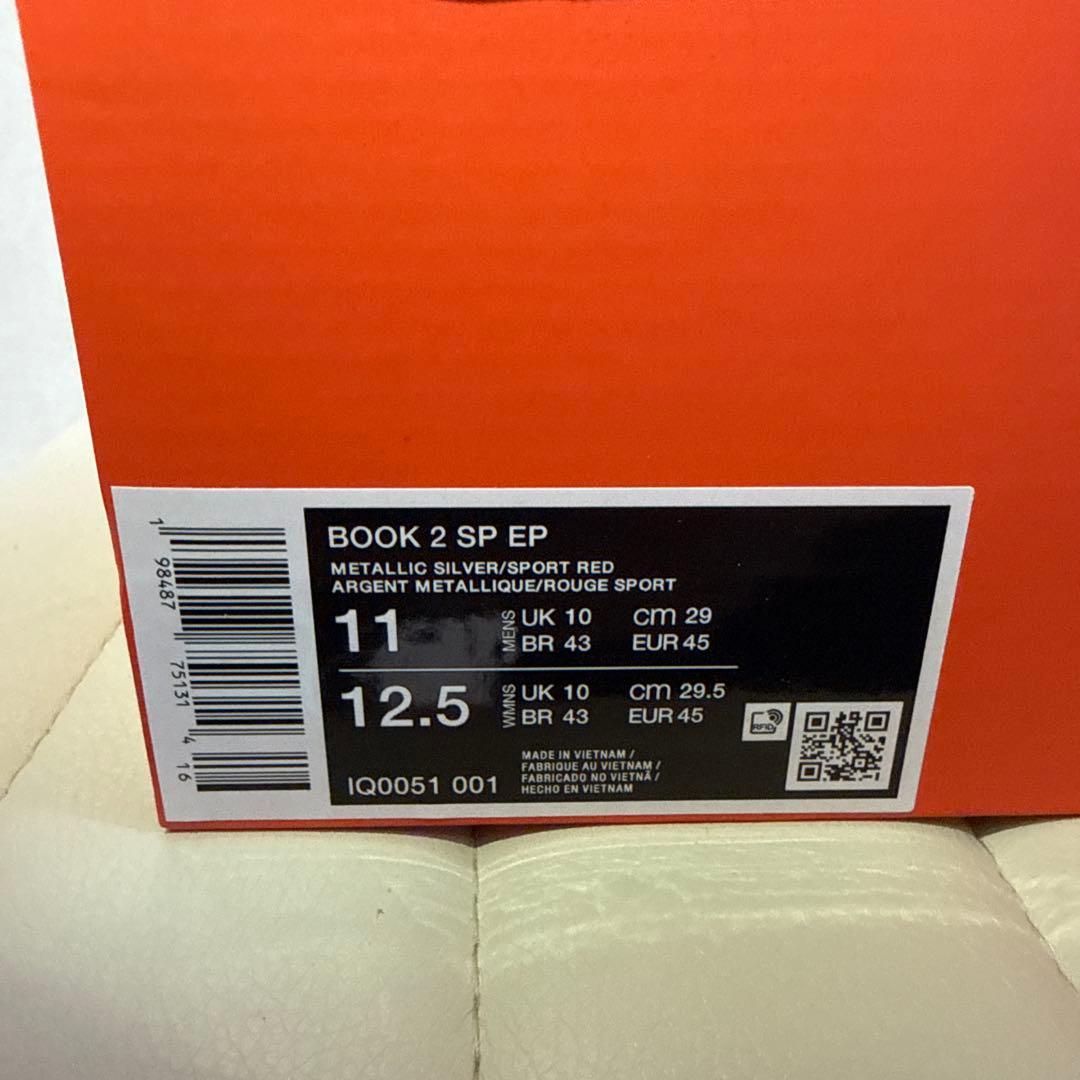 BOOK 2 SP EP
METALLIC SILVER/SPORT RED
ARGENT METALLIQUE/ROUGE SPORT
11 MENS UK 10 cm 29
BR 43 EUR 45
12.5 WMNS UK 10 cm 29.5
BR 43 EUR 45
RFID
IQ0051 001
MADE IN VIETNAM /
FABRIQUE AU VIETNAM /
FABRICADO NO VIETNÃ /
HECHO EN VIETNAM
1 98487 75131 4 16